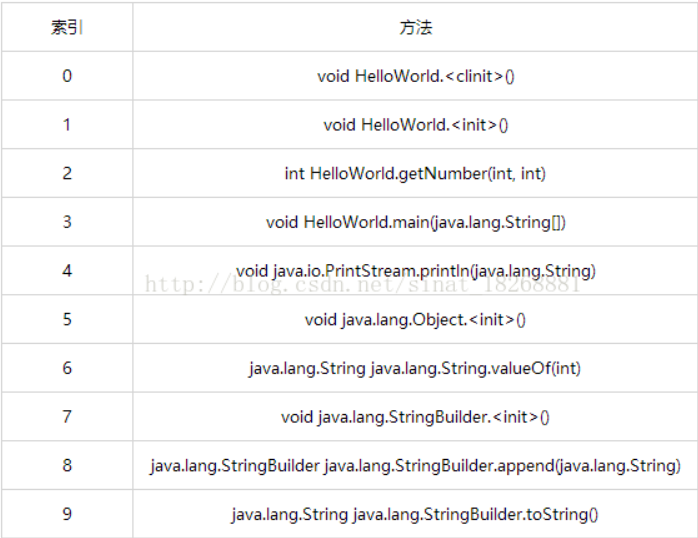 索引 方法
0 void HelloWorld.<clinit>()
1 void HelloWorld.<init>()
2 int HelloWorld.getNumber(int, int)
3 void HelloWorld.main(java.lang.String[])
4 void java.io.PrintStream.println(java.lang.String)
http://blog.csdn.net/sinat_18268881
5 void java.lang.Object.<init>()
6 java.lang.String java.lang.String.valueOf(int)
7 void java.lang.StringBuilder.<init>()
8 java.lang.StringBuilder java.lang.StringBuilder.append(java.lang.String)
9 java.lang.String java.lang.StringBuilder.toString()